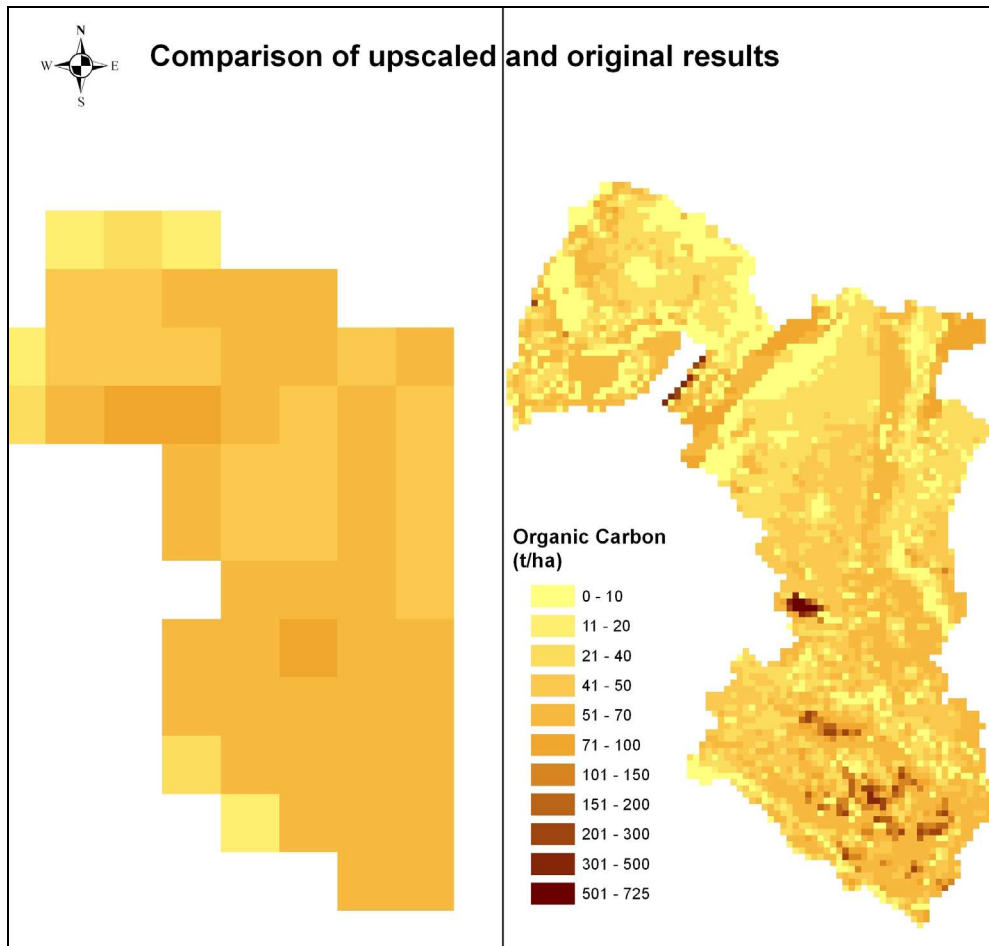 N
W E
S
Comparison of upscaled and original results
Organic Carbon
(t/ha)
0 - 10
11 - 20
21 - 40
41 - 50
51 - 70
71 - 100
101 - 150
151 - 200
201 - 300
301 - 500
501 - 725